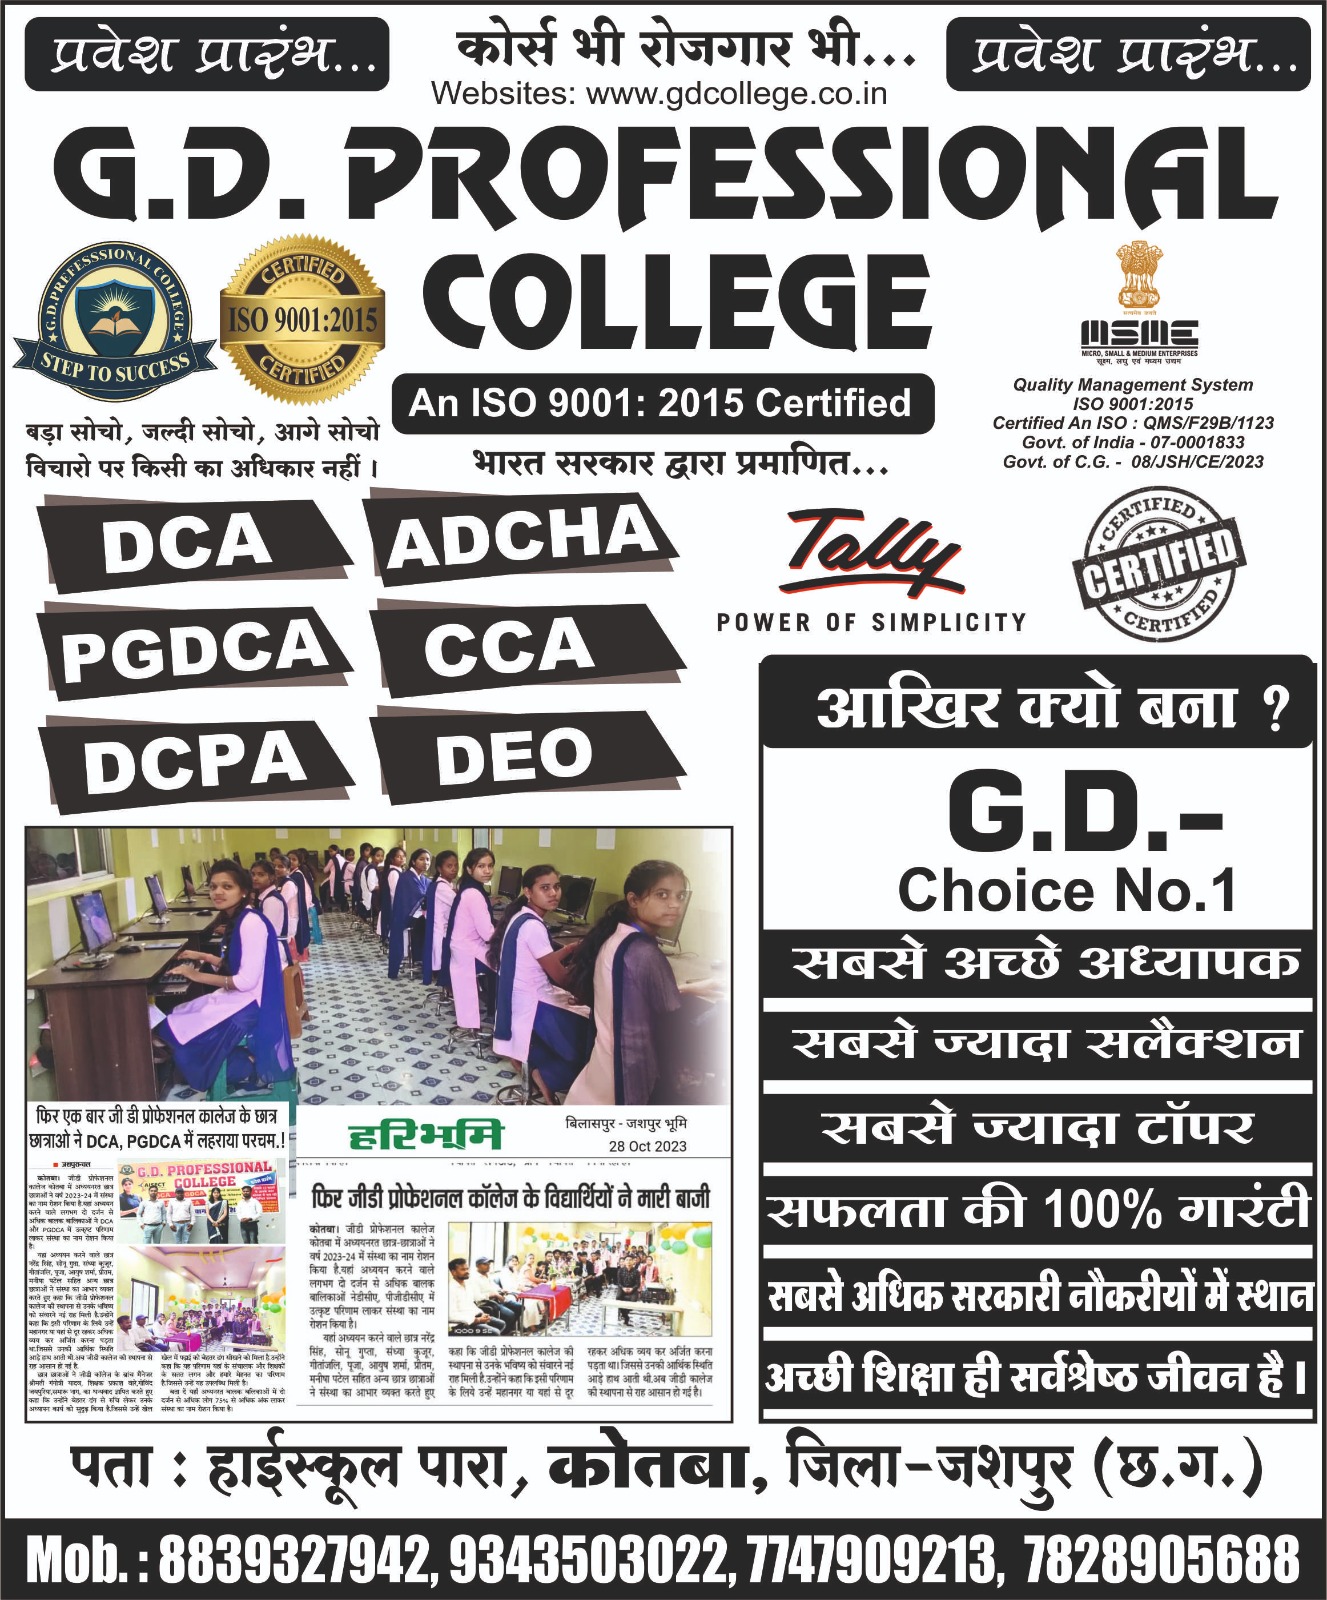 प्रवेश प्रारंभ...
कोर्स भी रोजगार भी...
प्रवेश प्रारंभ...
Websites: www.gdcollege.co.in
G.D. PROFESSIONAL
COLLEGE
G.D.PREFESSSIONAL COLLEGE
STEP TO SUCCESS
CERTIFIED
ISO 9001:2015
CERTIFIED
सत्यमेव जयते
MSME
MICRO, SMALL & MEDIUM ENTERPRISES
सूक्ष्म, लघु एवं मध्यम उद्यम
An ISO 9001: 2015 Certified
Quality Management System
ISO 9001:2015
Certified An ISO : QMS/F29B/1123
Govt. of India - 07-0001833
Govt. of C.G. - 08/JSH/CE/2023
बड़ा सोचो, जल्दी सोचो, आगे सोचो
विचारो पर किसी का अधिकार नहीं ।
भारत सरकार द्वारा प्रमाणित...
DCA
ADCHA
PGDCA
CCA
DCPA
DEO
Tally
POWER OF SIMPLICITY
CERTIFIED
CERTIFIED
CERTIFIED
आखिर क्यो बना ?
G.D.-
Choice No.1
सबसे अच्छे अध्यापक
सबसे ज्यादा सलैक्शन
सबसे ज्यादा टॉपर
सफलता की 100% गारंटी
सबसे अधिक सरकारी नौकरीयों में स्थान
अच्छी शिक्षा ही सर्वश्रेष्ठ जीवन है ।
फिर एक बार जी डी प्रोफेशनल कालेज के छात्र
छात्राओ ने DCA, PGDCA में लहराया परचम.!
G.D. PROFESSIONAL
COLLEGE
हरिभूमि
बिलासपुर - जशपुर भूमि
28 Oct 2023
फिर जीडी प्रोफेशनल कॉलेज के विद्यार्थियों ने मारी बाजी
कोतबा। जीडी प्रोफेशनल कालेज
कोतबा में अध्ययनरत छात्र-छात्राओं ने
वर्ष 2023-24 में संस्था का नाम रोशन
किया है.यहां अध्ययन करने वाले
लगभग दो दर्जन से अधिक बालक
बालिकाओं नेडीसीए, पीजीडीसीए में
उत्कृष्ट परिणाम लाकर संस्था का नाम
रोशन किया है।
यहां अध्ययन करने वाले छात्र नरेंद्र
सिंह, सोनू गुप्ता, संध्या कुजूर,
गीतांजलि, पूजा, आयुष शर्मा, प्रीतम,
मनीषा पटेल सहित अन्य छात्र छात्राओं
ने संस्था का आभार व्यक्त करते हुए
कहा कि जीडी प्रोफेशनल कालेज की
स्थापना से उनके भविष्य को संवारने नई
राह मिली है.उन्होंने कहा कि इसी परिणाम
के लिये उन्हें महानगर या यहां से दूर
रहकर अधिक व्यय कर अर्जित करना
पड़ता था। जिससे उनकी आर्थिक स्थिति
आड़े हाथ आती थी.अब जीडी कालेज
की स्थापना से राह आसान हो गई है।
पता : हाईस्कूल पारा, कोतबा, जिला-जशपुर (छ.ग.)
Mob. : 8839327942, 9343503022, 7747909213, 7828905688